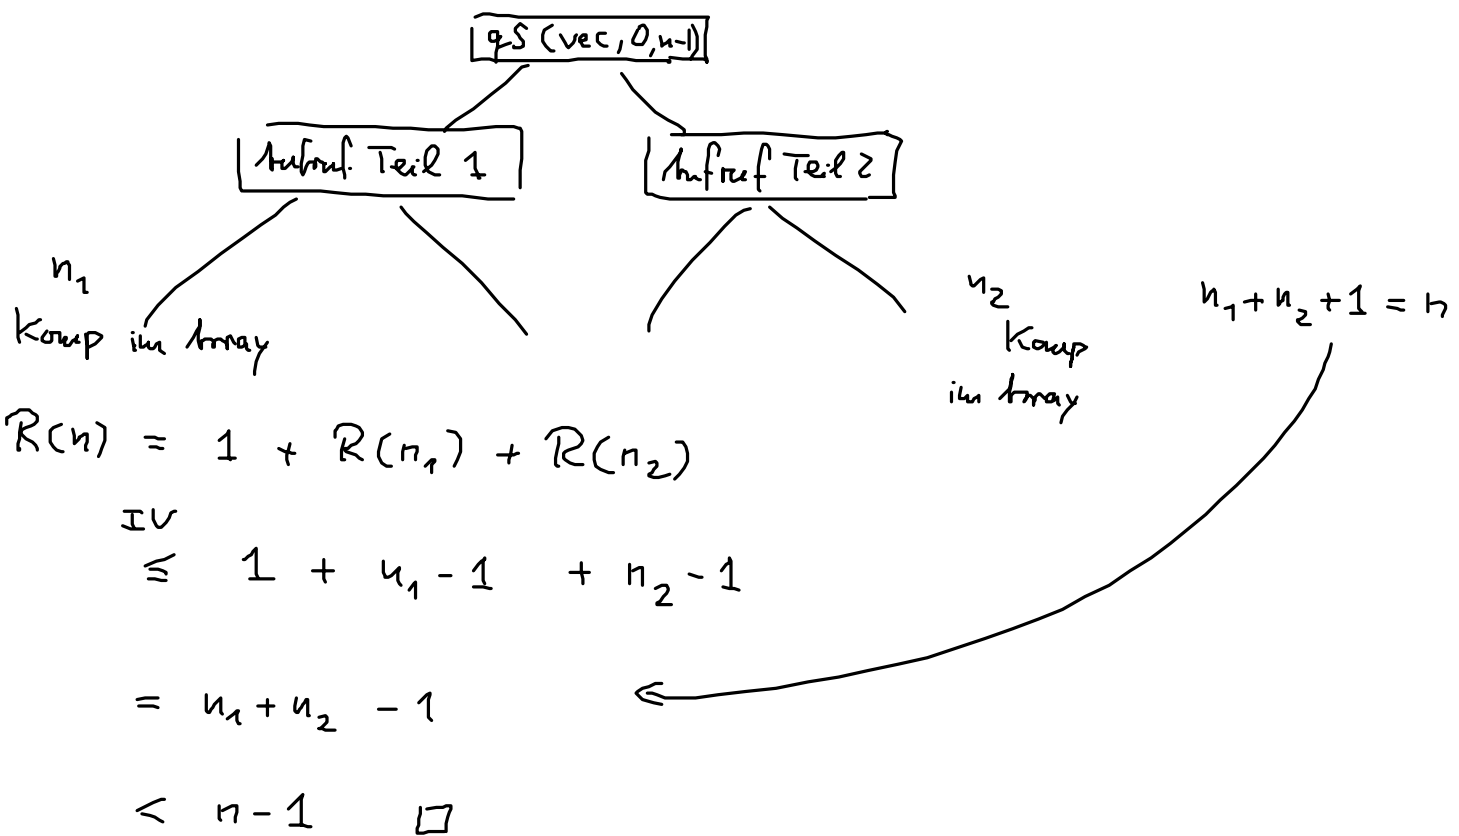 qS(vec, 0, n-1)
Aufruf Teil 1
Aufruf Teil 2
n₁
Komp im Array
n₂
Komp
im Array
n₁ + n₂ + 1 = n
R(n) = 1 + R(n₁) + R(n₂)
IV
≤ 1 + n₁ - 1 + n₂ - 1
= n₁ + n₂ - 1
< n - 1 □